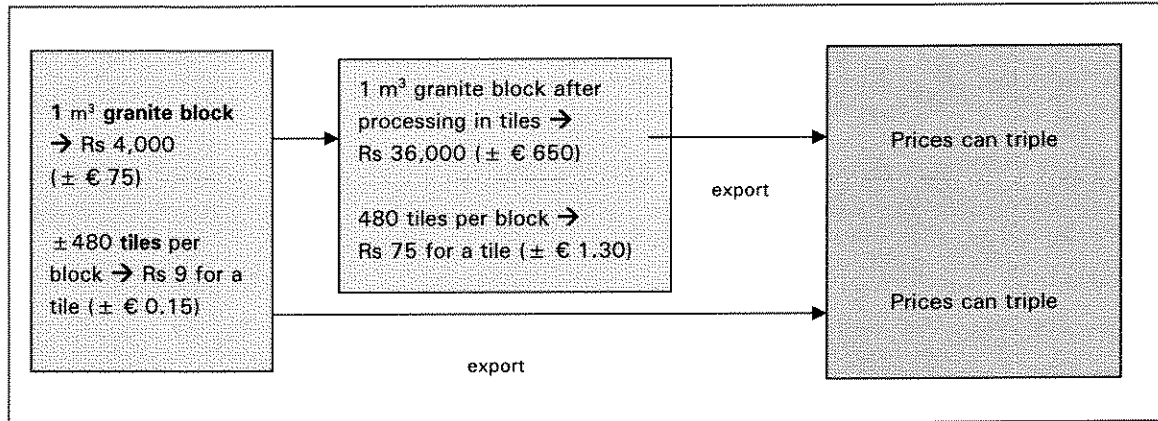 1 m³ granite block
→ Rs 4,000
(± € 75)
±480 tiles per
block → Rs 9 for a
tile (± € 0.15)
1 m³ granite block after
processing in tiles →
Rs 36,000 (± € 650)
480 tiles per block →
Rs 75 for a tile (± € 1.30)
export
export
Prices can triple
Prices can triple